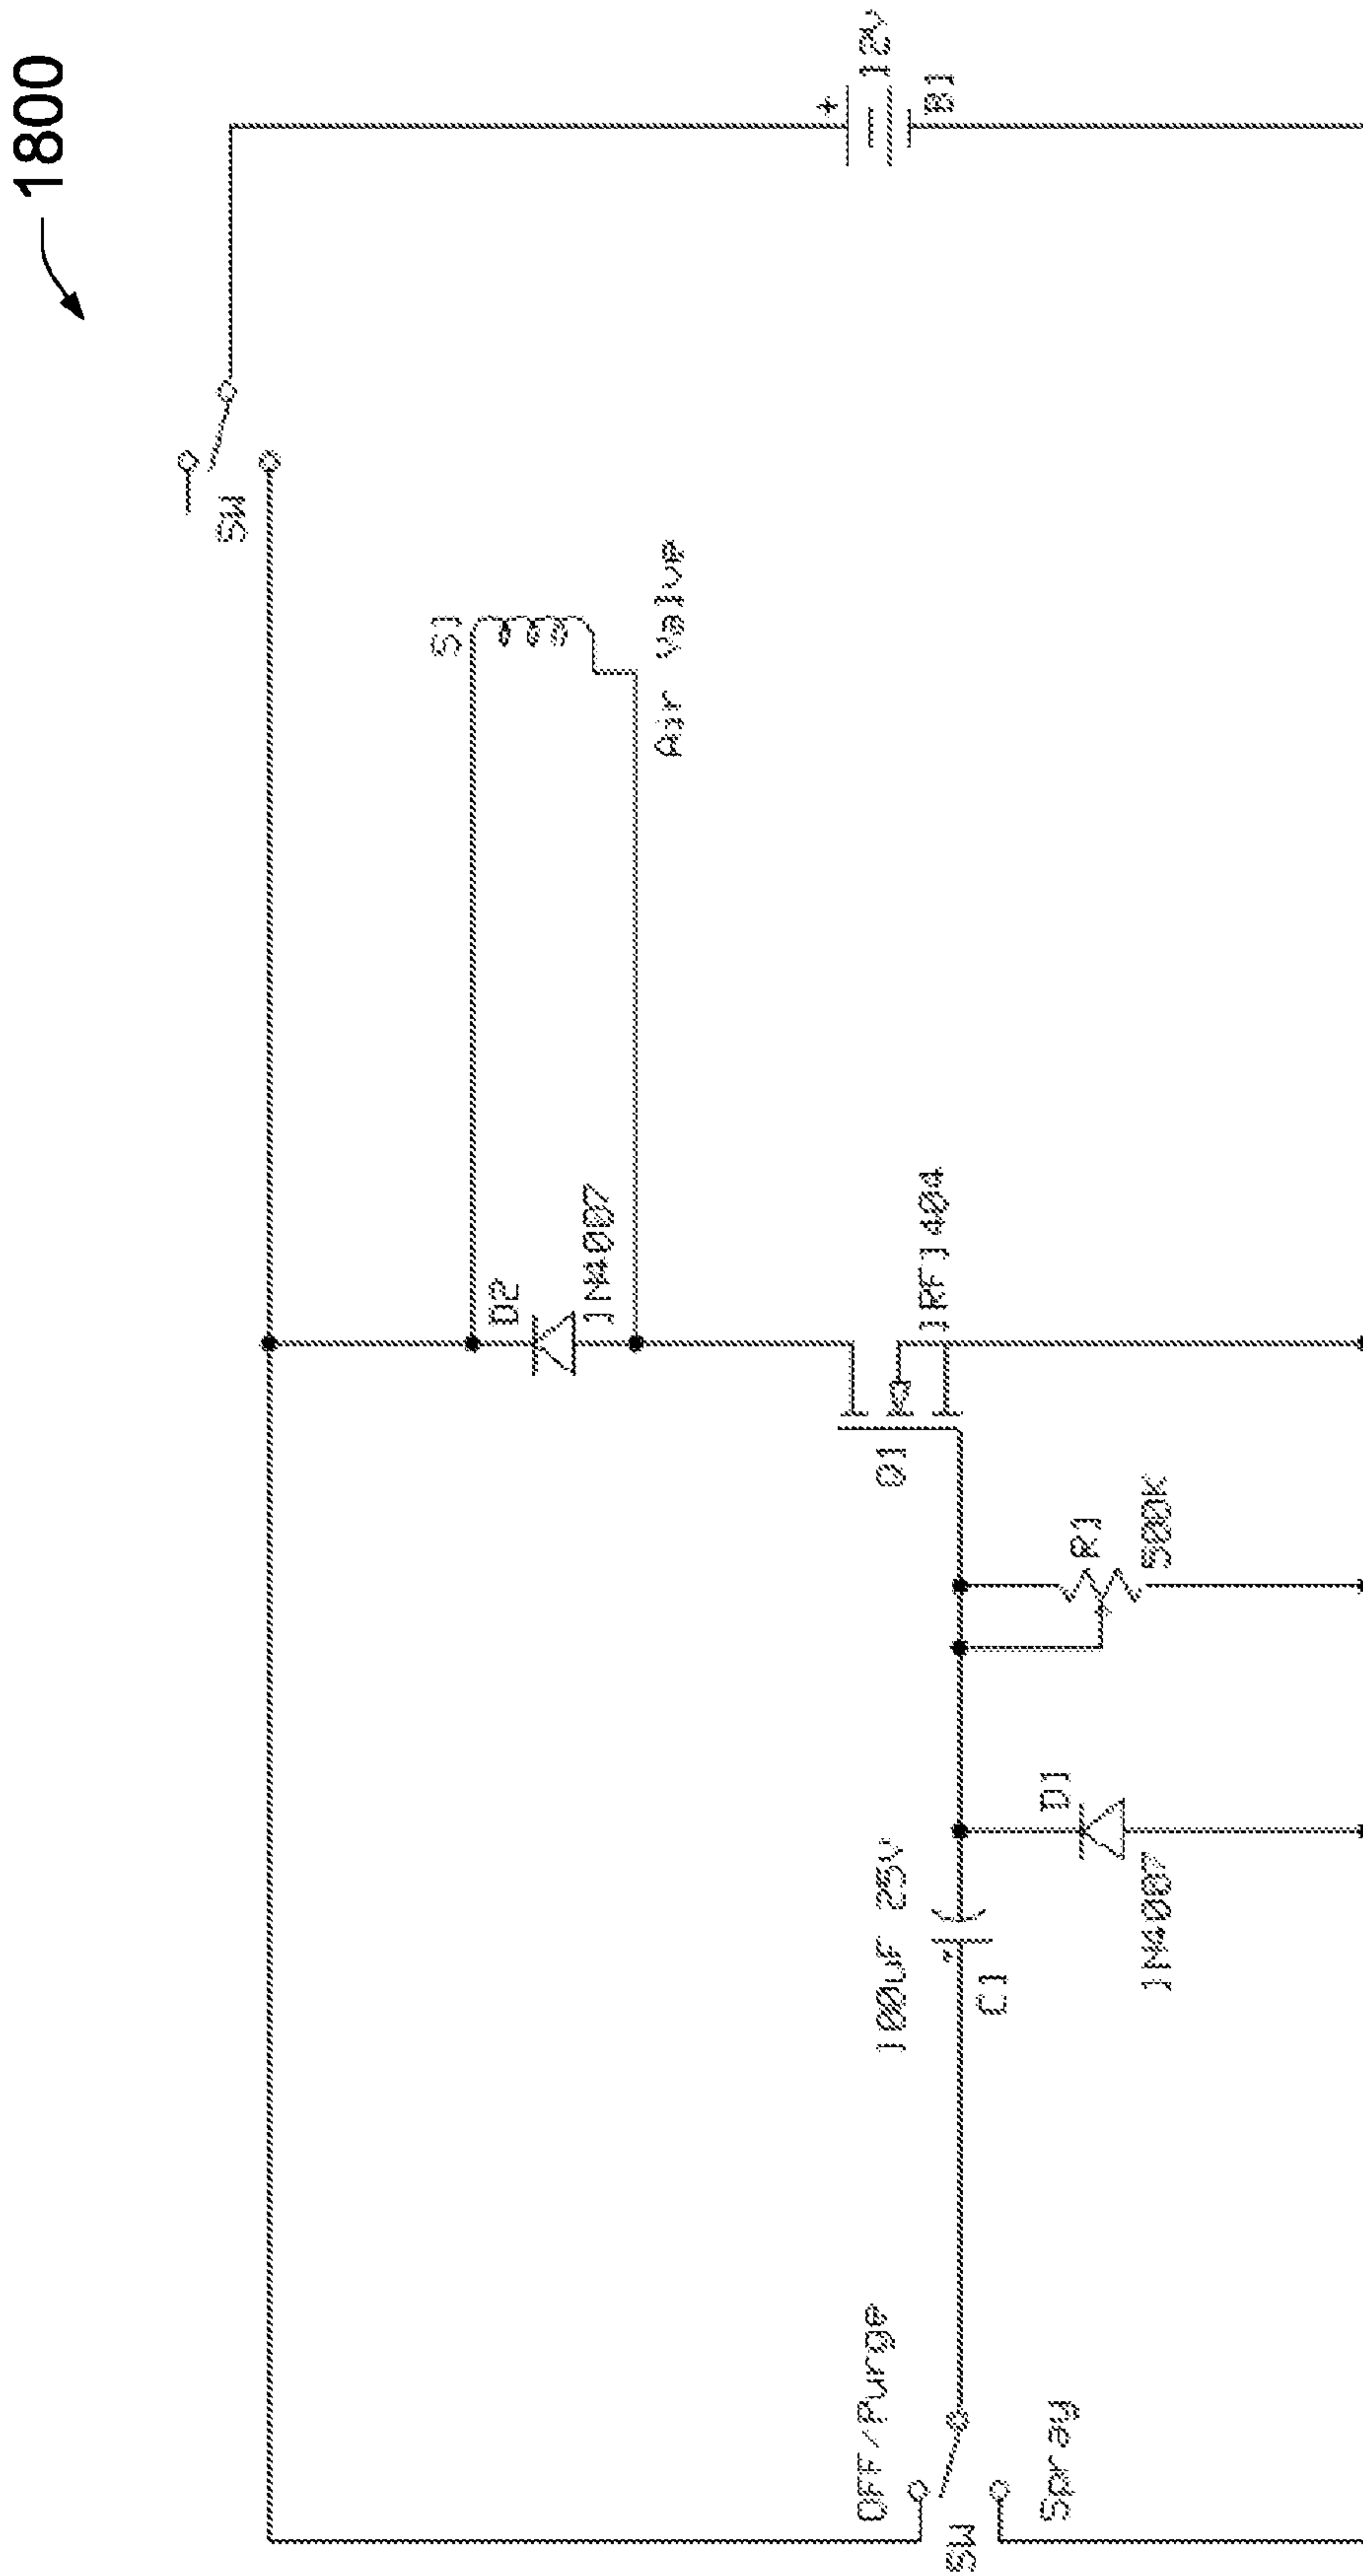 1800
SW
12V
B1
S1
Air Valve
D2
1N4007
Q1
IRF1404
R1
500K
100uF 25V
C1
D1
1N4007
OFF/Purge
SW
Spray